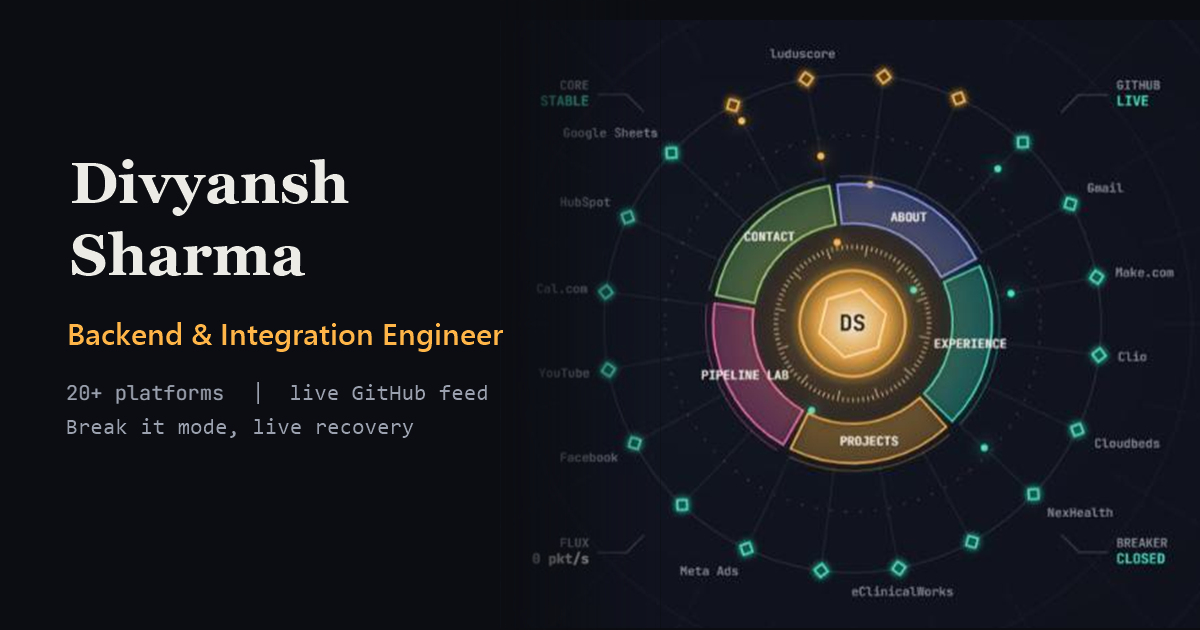 Divyansh
Sharma
Backend & Integration Engineer
20+ platforms | live GitHub feed
Break it mode, live recovery
luduscore
CORE
STABLE
GITHUB
LIVE
Google Sheets
Gmail
HubSpot
Make.com
Cal.com
Clio
YouTube
Cloudbeds
Facebook
NexHealth
Meta Ads
eClinicalWorks
ABOUT
CONTACT
DS
EXPERIENCE
PIPELINE LAB
PROJECTS
FLUX
0 pkt/s
BREAKER
CLOSED